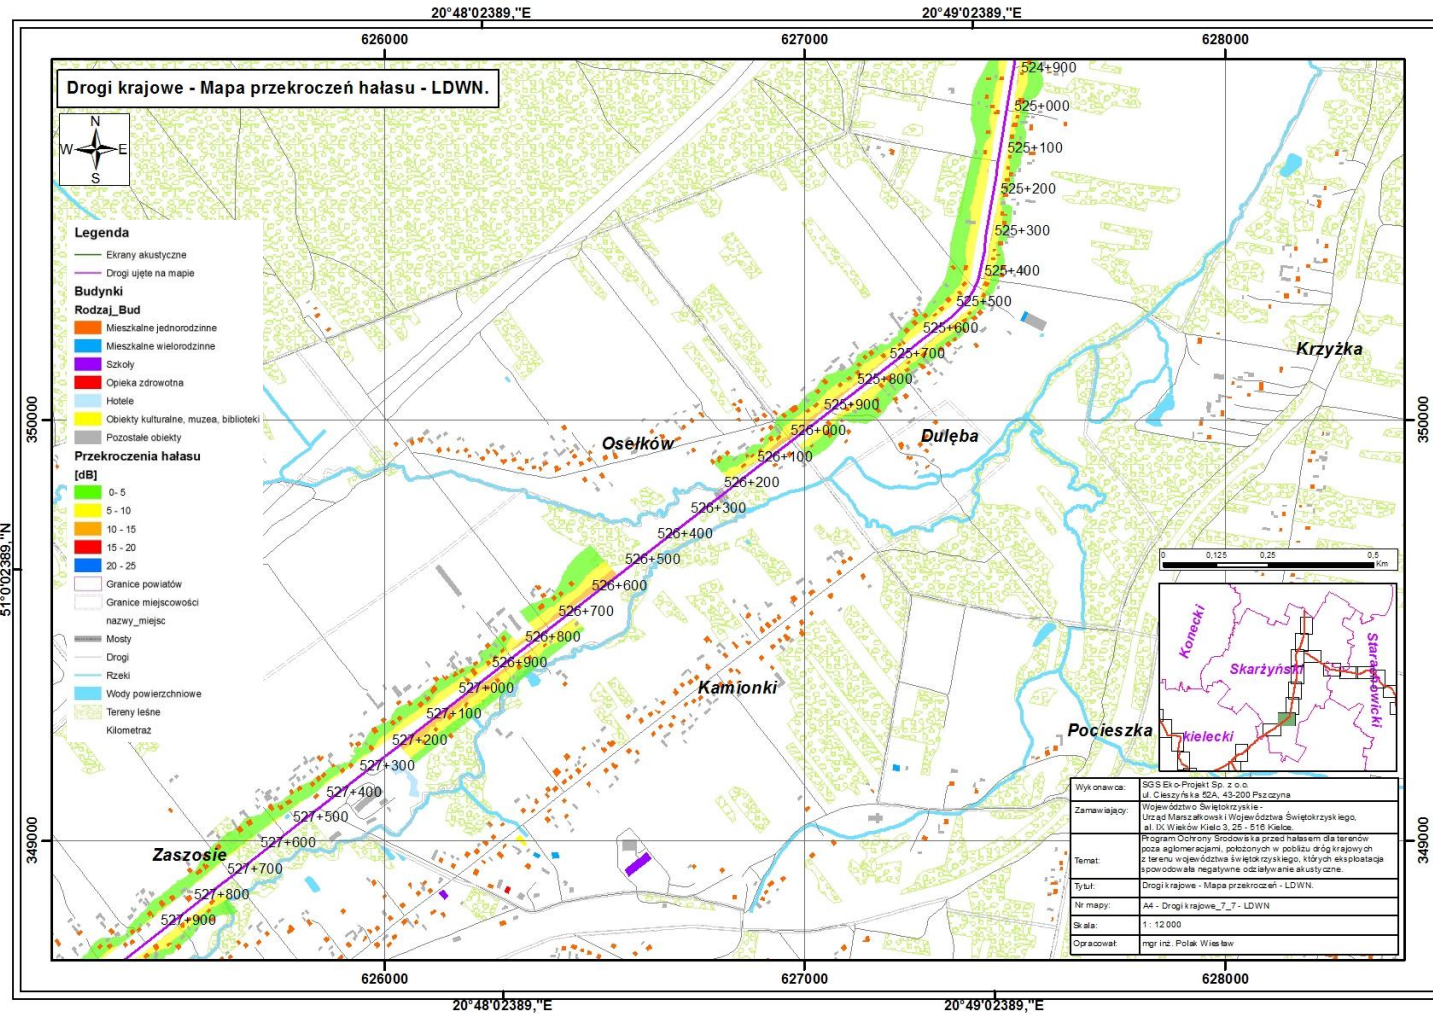 20°48'02389,"E
20°49'02389,"E
626000
627000
628000
Drogi krajowe - Mapa przekroczeń hałasu - LDWN.
N
W
E
S
Legenda
Ekrany akustyczne
Drogi ujęte na mapie
Budynki
Rodzaj_Bud
Mieszkalne jednorodzinne
Mieszkalne wielorodzinne
Szkoły
Opieka zdrowotna
Hotele
Obiekty kulturalne, muzea, biblioteki
Pozostałe obiekty
Przekroczenia hałasu
[dB]
0- 5
5 - 10
10 - 15
15 - 20
20 - 25
Granice powiatów
Granice miejscowości
nazwy_miejsc
Mosty
Drogi
Rzeki
Wody powierzchniowe
Tereny leśne
Kilometraż
524+900
525+000
525+100
525+200
525+300
525+400
525+500
525+600
525+700
525+800
525+900
526+000
526+100
526+200
526+300
526+400
526+500
526+600
526+700
526+800
526+900
527+000
527+100
527+200
527+300
527+400
527+500
527+600
527+700
527+800
527+900
Krzyżka
Osełków
Dulęba
Kamionki
Pocieszka
Zaszosie
350000
350000
51°0'02389,"N
349000
349000
0 0,125 0,25 0,5
Km
Konecki
Skarżyński
Starachowicki
kielecki
Wykonawca: SGS Eko-Projekt Sp. z o.o.
ul. Cieszyńska 52A, 43-200 Pszczyna
Zamawiający: Województwo Świętokrzyskie -
Urząd Marszałkowski Województwa Świętokrzyskiego,
al. IX Wieków Kielc 3, 25 - 516 Kielce.
Temat: Program Ochrony Środowiska przed hałasem dla terenów
poza aglomeracjami, położonych w pobliżu dróg krajowych
z terenu województwa świętokrzyskiego, których eksploatacja
spowodowała negatywne oddziaływanie akustyczne.
Tytuł: Drogi krajowe - Mapa przekroczeń - LDWN.
Nr mapy: A4 - Drogi krajowe_7_7 - LDWN
Skala: 1 : 12 000
Opracował: mgr inż. Polak Wiesław
626000
627000
628000
20°48'02389,"E
20°49'02389,"E